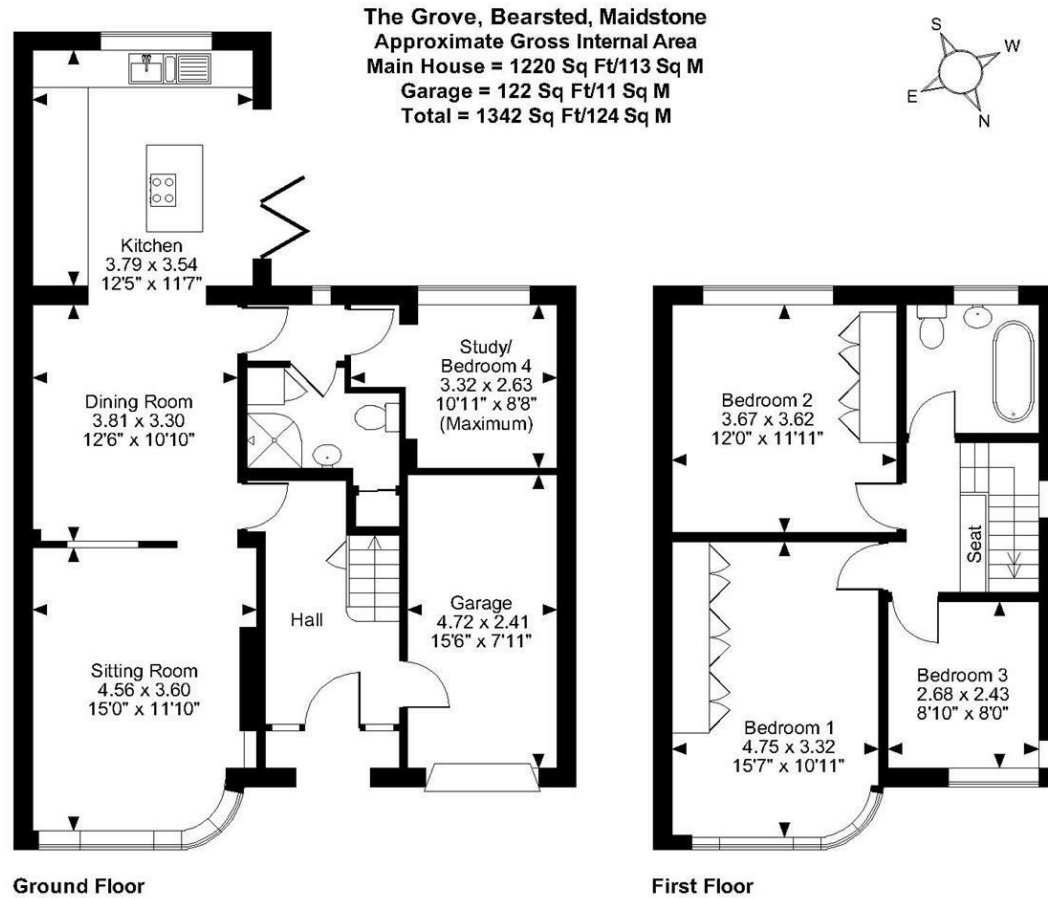 The Grove, Bearsted, Maidstone
Approximate Gross Internal Area
Main House = 1220 Sq Ft/113 Sq M
Garage = 122 Sq Ft/11 Sq M
Total = 1342 Sq Ft/124 Sq M
S
W
E
N
Kitchen
3.79 x 3.54
12'5" x 11'7"
Dining Room
3.81 x 3.30
12'6" x 10'10"
Study/
Bedroom 4
3.32 x 2.63
10'11" x 8'8"
(Maximum)
Hall
Garage
4.72 x 2.41
15'6" x 7'11"
Sitting Room
4.56 x 3.60
15'0" x 11'10"
Ground Floor
Bedroom 2
3.67 x 3.62
12'0" x 11'11"
Seat
Bedroom 3
2.68 x 2.43
8'10" x 8'0"
Bedroom 1
4.75 x 3.32
15'7" x 10'11"
First Floor